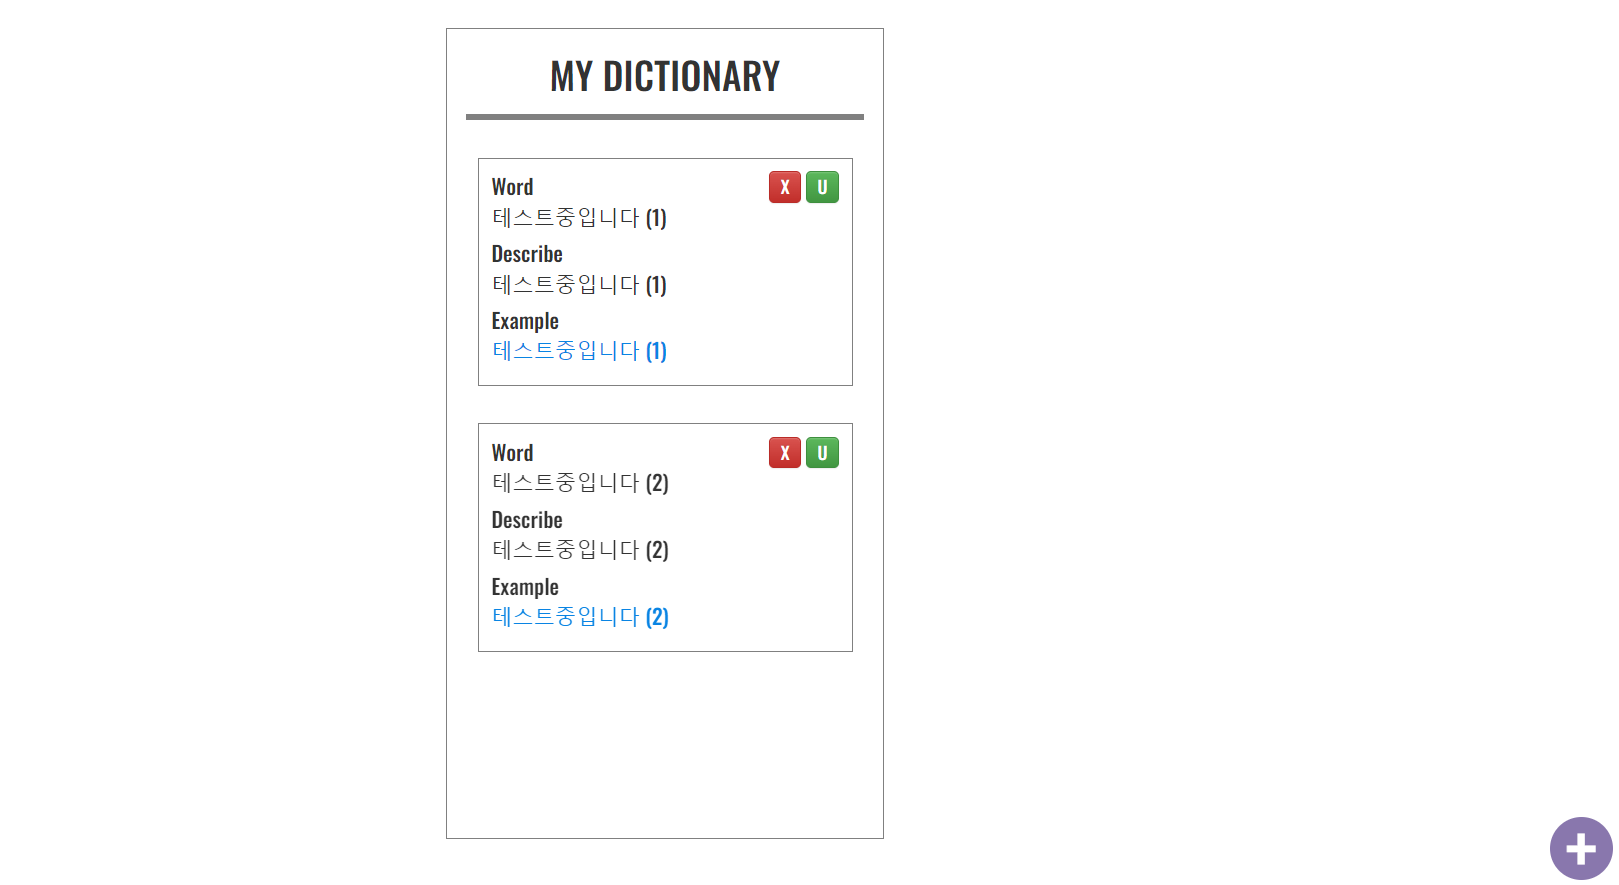 MY DICTIONARY
Word
X U
테스트중입니다 (1)
Describe
테스트중입니다 (1)
Example
테스트중입니다 (1)
Word
X U
테스트중입니다 (2)
Describe
테스트중입니다 (2)
Example
테스트중입니다 (2)